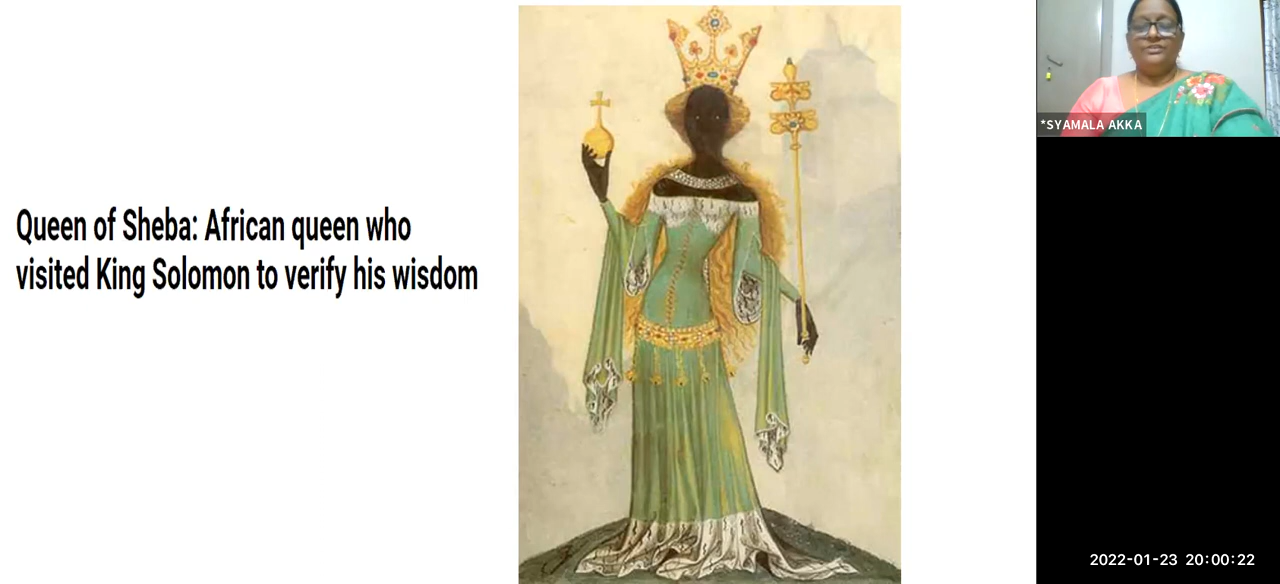 Queen of Sheba: African queen who
visited King Solomon to verify his wisdom
*SYAMALA AKKA
2022-01-23 20:00:22